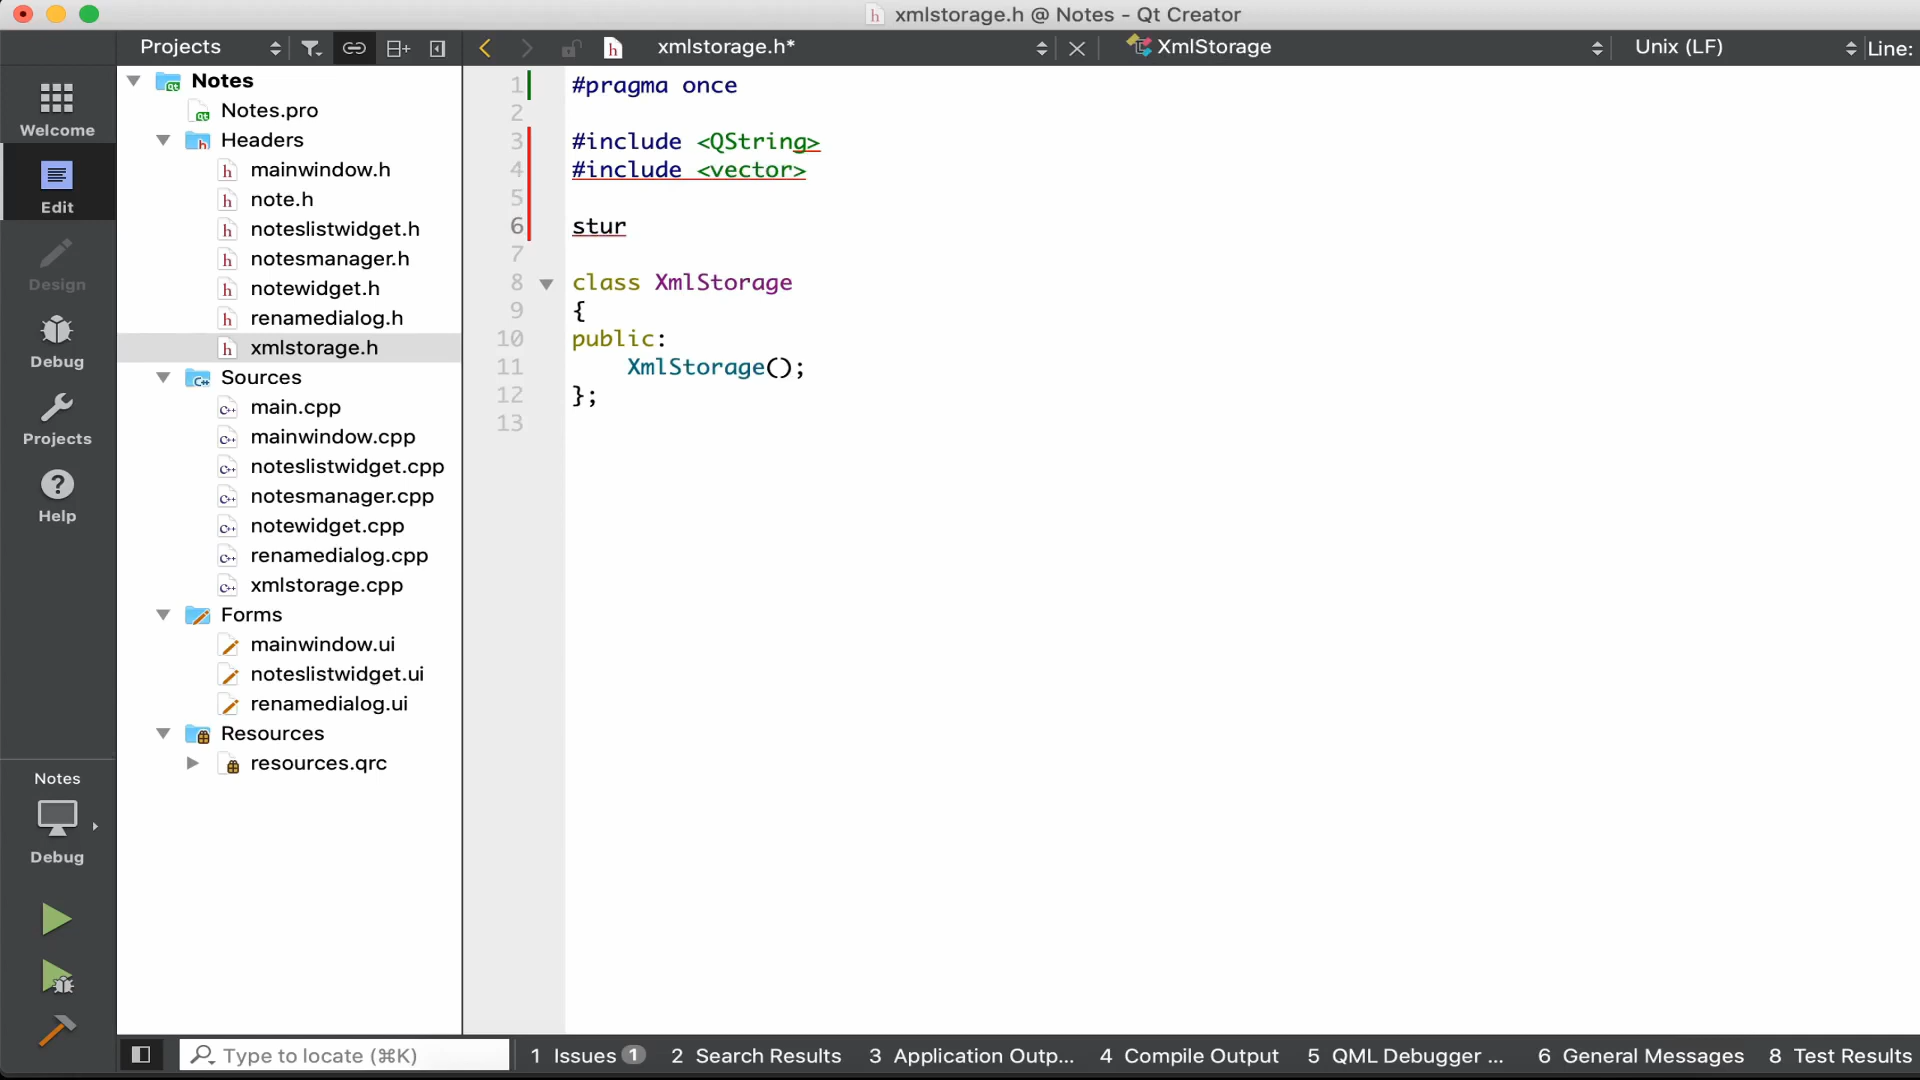 xmlstorage.h @ Notes - Qt Creator
Projects
xmlstorage.h*
XmlStorage
Unix (LF)
Line:
Welcome
Edit
Design
Debug
Projects
Help
Notes
Debug
Notes
Notes.pro
Headers
mainwindow.h
note.h
noteslistwidget.h
notesmanager.h
notewidget.h
renamedialog.h
xmlstorage.h
Sources
main.cpp
mainwindow.cpp
noteslistwidget.cpp
notesmanager.cpp
notewidget.cpp
renamedialog.cpp
xmlstorage.cpp
Forms
mainwindow.ui
noteslistwidget.ui
renamedialog.ui
Resources
resources.qrc
1 #pragma once
2
3 #include <QString>
4 #include <vector>
5
6 stur
7
8 class XmlStorage
9 {
10 public:
11 XmlStorage();
12 };
13
Type to locate (⌘K)
1 Issues 1
2 Search Results
3 Application Outp...
4 Compile Output
5 QML Debugger ...
6 General Messages
8 Test Results